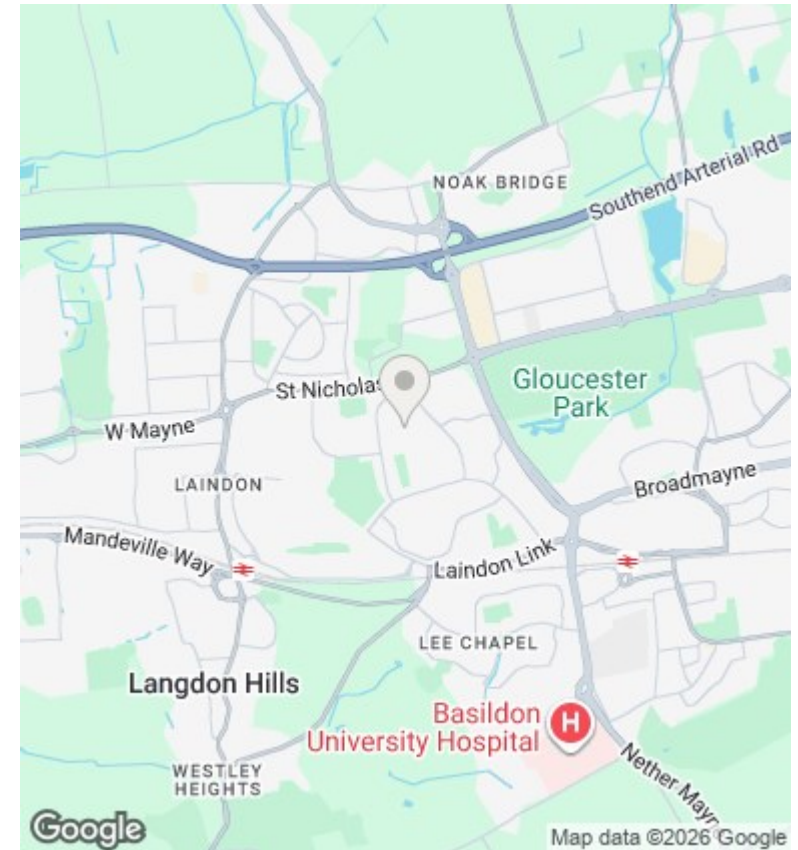 NOAK BRIDGE
Southend Arterial Rd
Gloucester
Park
St Nicholas
W Mayne
LAINDON
Broadmayne
Mandeville Way
Laindon Link
LEE CHAPEL
Langdon Hills
Basildon
University Hospital
H
WESTLEY
HEIGHTS
Nether Mayne
Google
Map data ©2026 Google